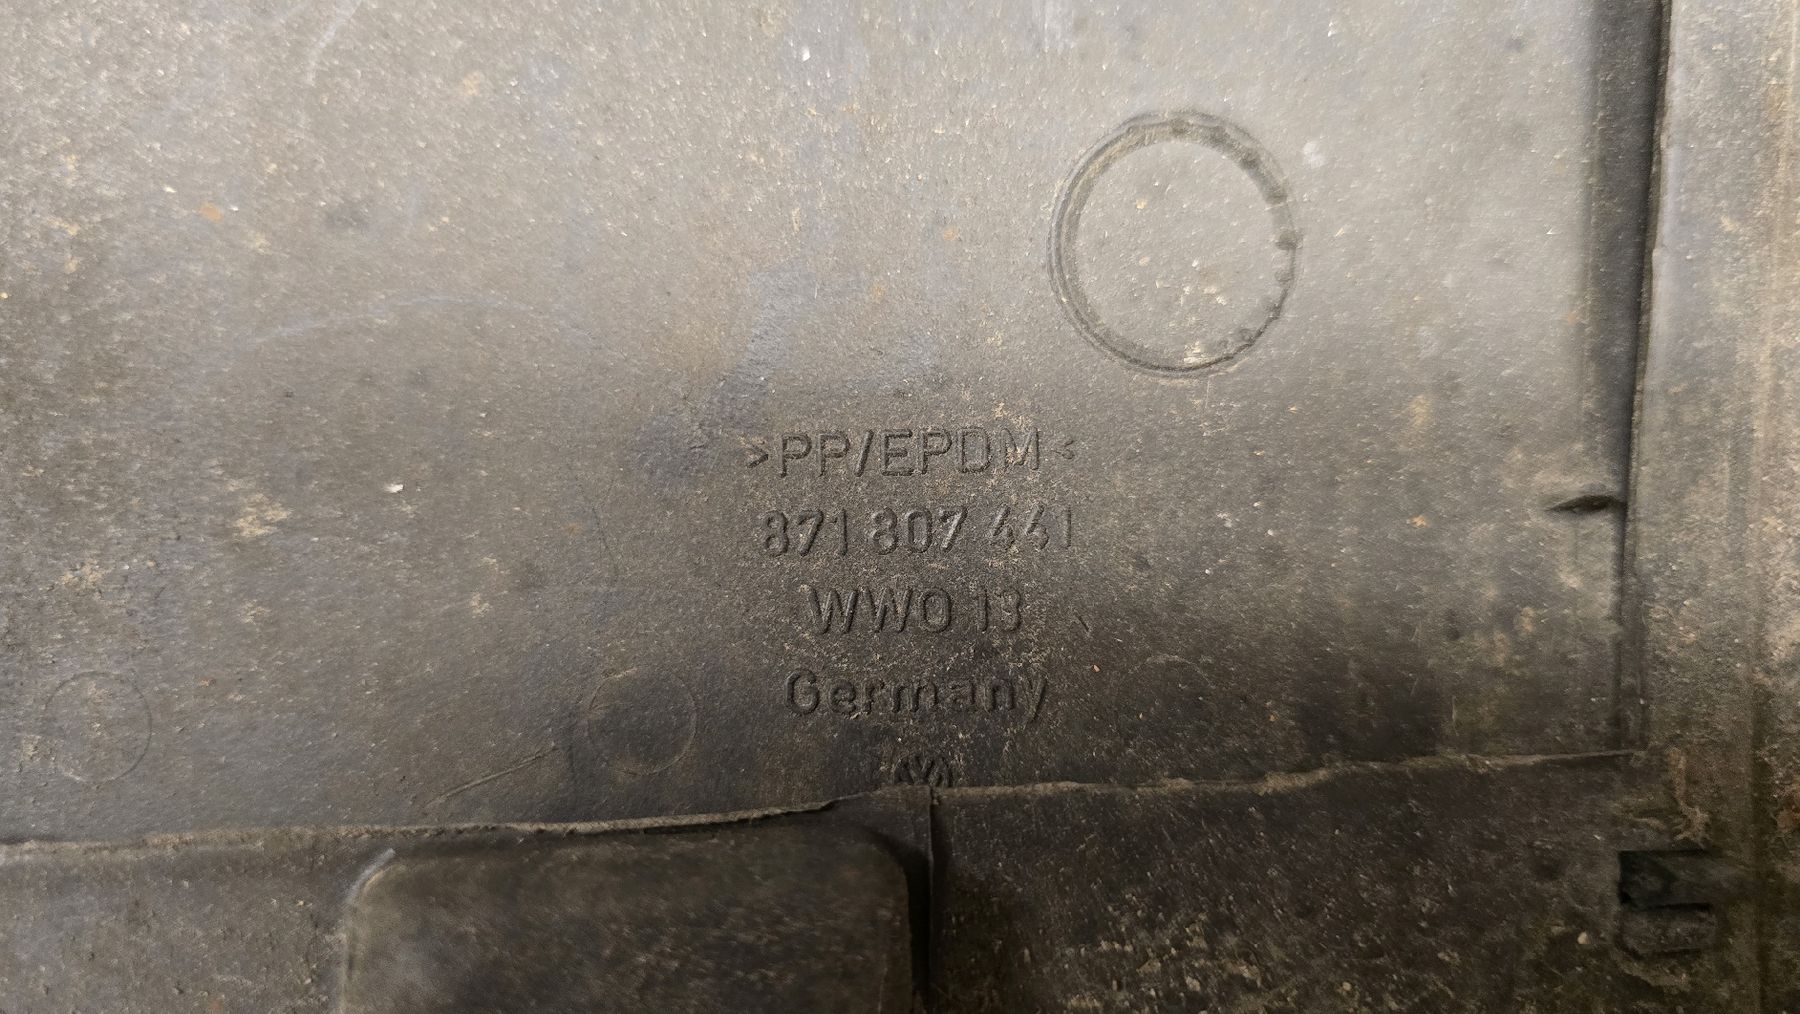 >PP/EPDM<
871 807 441
WWO 13
Germany